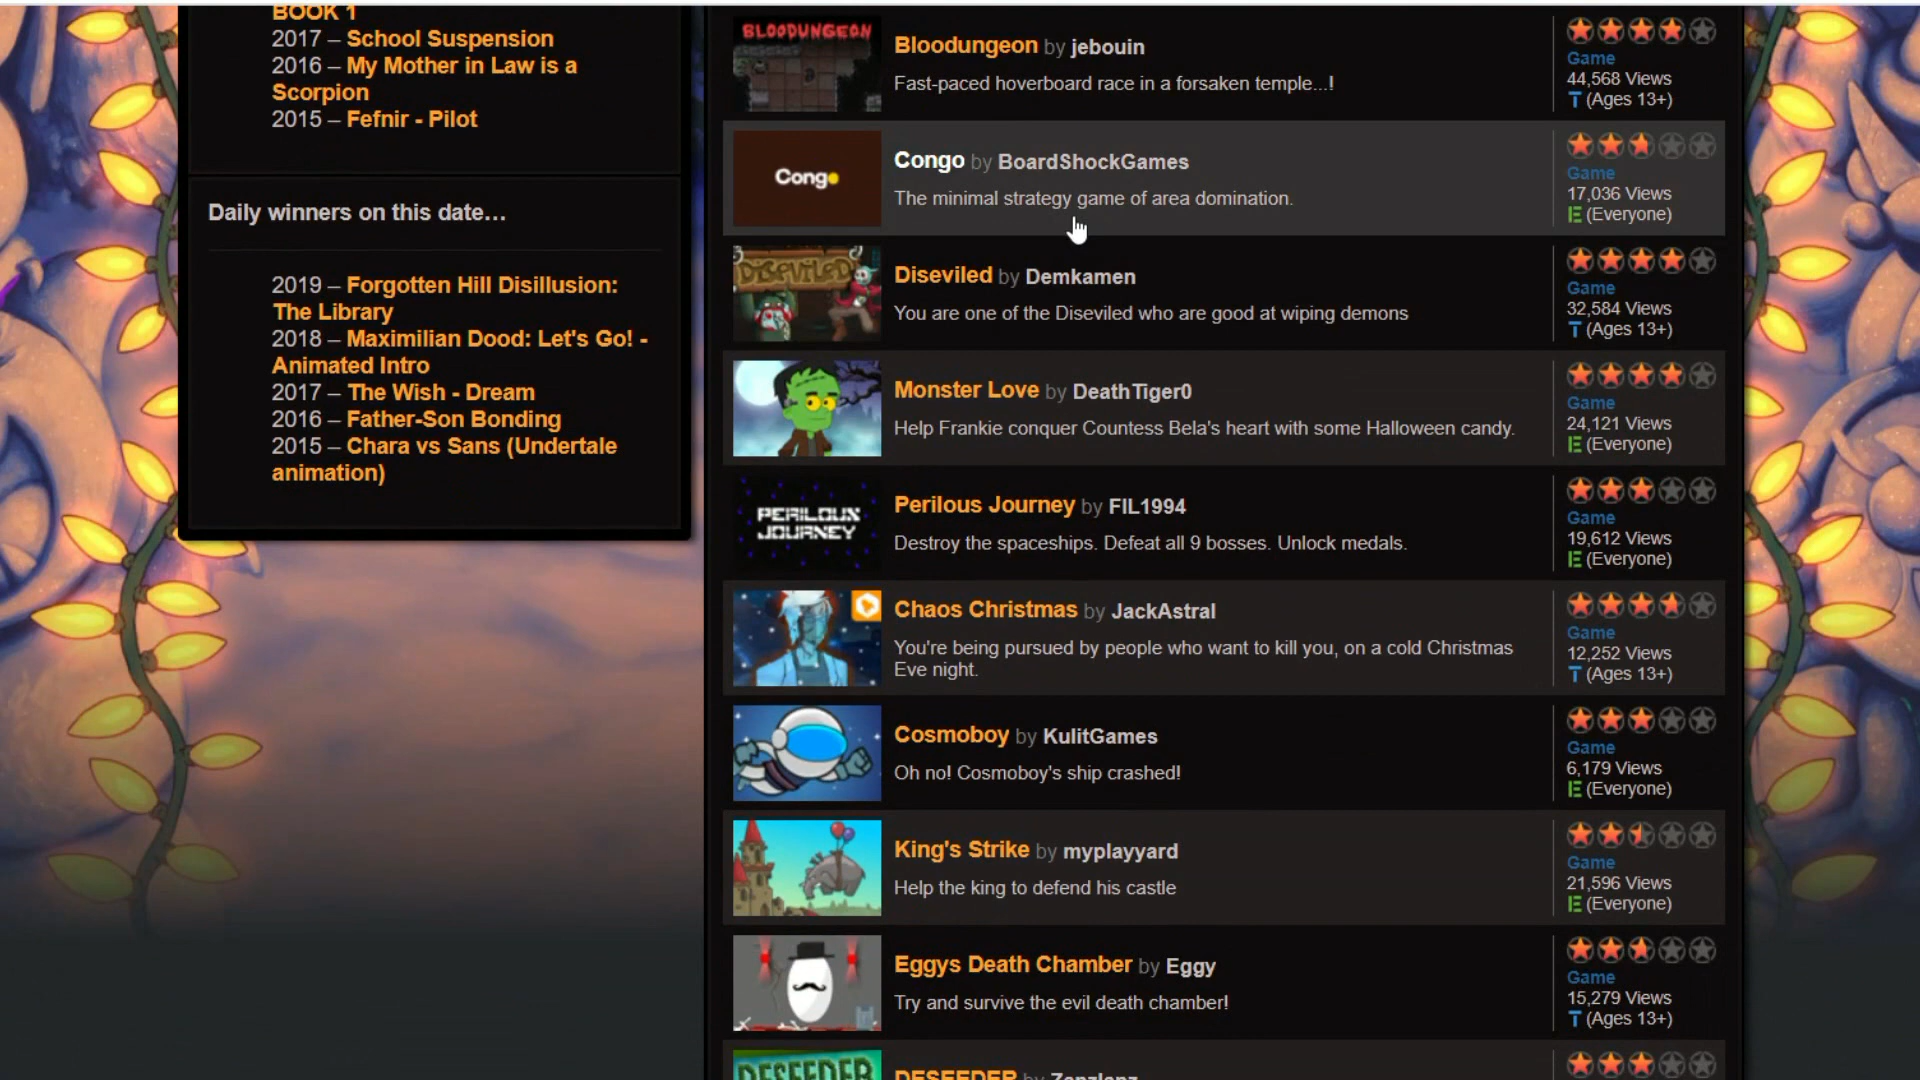 BOOK 1
2017 – School Suspension
2016 – My Mother in Law is a
Scorpion
2015 – Fefnir - Pilot
Daily winners on this date...
2019 – Forgotten Hill Disillusion:
The Library
2018 – Maximilian Dood: Let's Go! -
Animated Intro
2017 – The Wish - Dream
2016 – Father-Son Bonding
2015 – Chara vs Sans (Undertale
animation)
BLOODUNGEON
Bloodungeon by jebouin
Fast-paced hoverboard race in a forsaken temple...!
Game
44,568 Views
T (Ages 13+)
Congo
Congo by BoardShockGames
The minimal strategy game of area domination.
Game
17,036 Views
E (Everyone)
DISEVILED
Diseviled by Demkamen
You are one of the Diseviled who are good at wiping demons
Game
32,584 Views
T (Ages 13+)
Monster Love by DeathTiger0
Help Frankie conquer Countess Bela's heart with some Halloween candy.
Game
24,121 Views
E (Everyone)
PERILOUS
JOURNEY
Perilous Journey by FIL1994
Destroy the spaceships. Defeat all 9 bosses. Unlock medals.
Game
19,612 Views
E (Everyone)
Chaos Christmas by JackAstral
You're being pursued by people who want to kill you, on a cold Christmas
Eve night.
Game
12,252 Views
T (Ages 13+)
Cosmoboy by KulitGames
Oh no! Cosmoboy's ship crashed!
Game
6,179 Views
E (Everyone)
King's Strike by myplayyard
Help the king to defend his castle
Game
21,596 Views
E (Everyone)
Eggys Death Chamber by Eggy
Try and survive the evil death chamber!
Game
15,279 Views
T (Ages 13+)
DESEEDER
DESEEDER by Zanzlanz